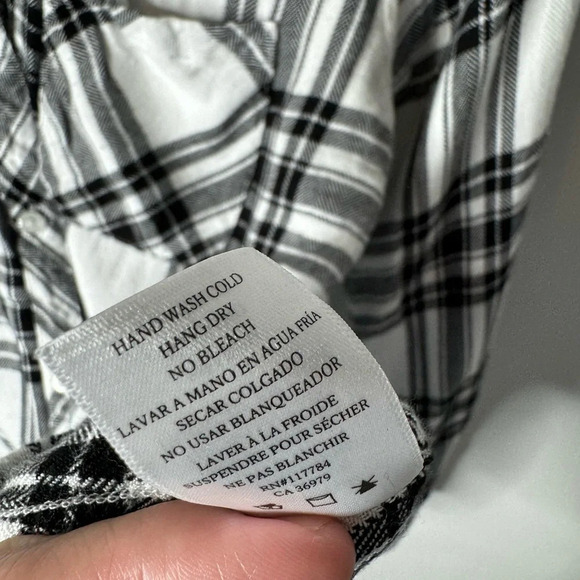 HAND WASH COLD
HANG DRY
NO BLEACH
LAVAR A MANO EN AGUA FRÍA
SECAR COLGADO
NO USAR BLANQUEADOR
LAVER À LA FROIDE
SUSPENDRE POUR SÉCHER
NE PAS BLANCHIR
RN#117784
CA 36979